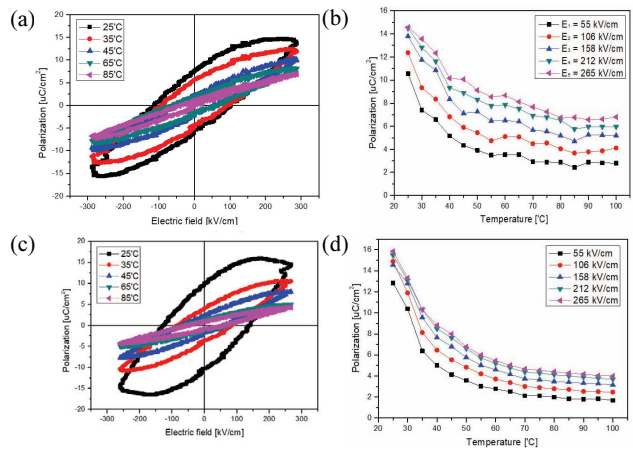 (a)
25'C
35'C
45'C
65'C
85'C
20
15
10
5
0
-5
-10
-15
-20
-300 -200 -100 0 100 200 300
Polarization [uC/cm²]
Electric field [kV/cm]
(b)
E₁ = 55 kV/cm
E₂ = 106 kV/cm
E₃ = 158 kV/cm
E₄ = 212 kV/cm
E₅ = 265 kV/cm
16
14
12
10
8
6
4
2
0
20 30 40 50 60 70 80 90 100
Polarization [uC/cm²]
Temperature ['C]
(c)
25'C
35'C
45'C
65'C
85'C
20
15
10
5
0
-5
-10
-15
-20
-300 -200 -100 0 100 200 300
Polarization [uC/cm²]
Electric field [kV/cm]
(d)
55 kV/cm
106 kV/cm
158 kV/cm
212 kV/cm
265 kV/cm
16
14
12
10
8
6
4
2
0
20 30 40 50 60 70 80 90 100
Polarization [uC/cm²]
Temperature ['C]